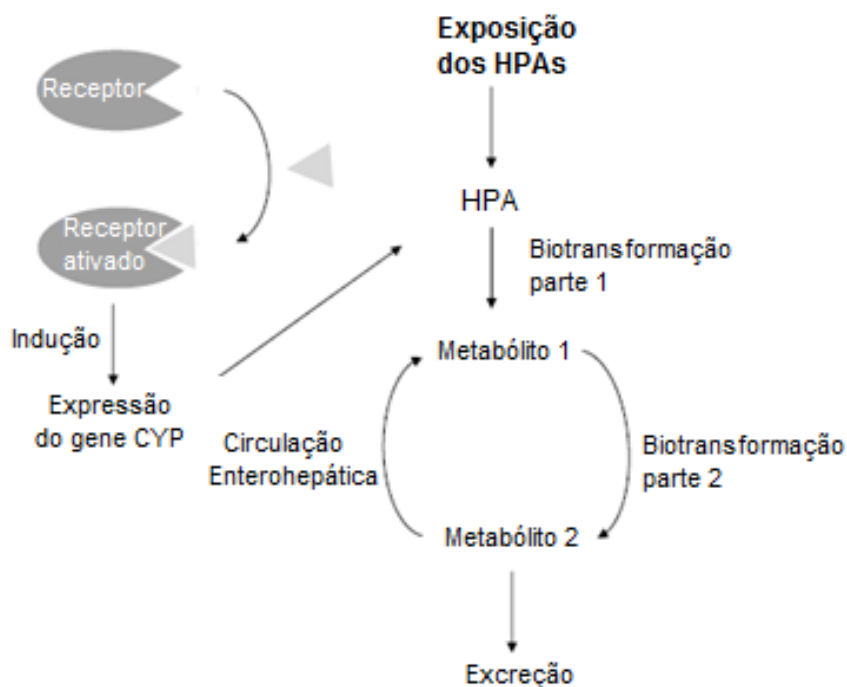 Exposição
dos HPAs
Receptor
HPA
Receptor
ativado
Biotransformação
parte 1
Indução
Metabólito 1
Expressão
do gene CYP
Circulação
Enterohepática
Biotransformação
parte 2
Metabólito 2
Excreção